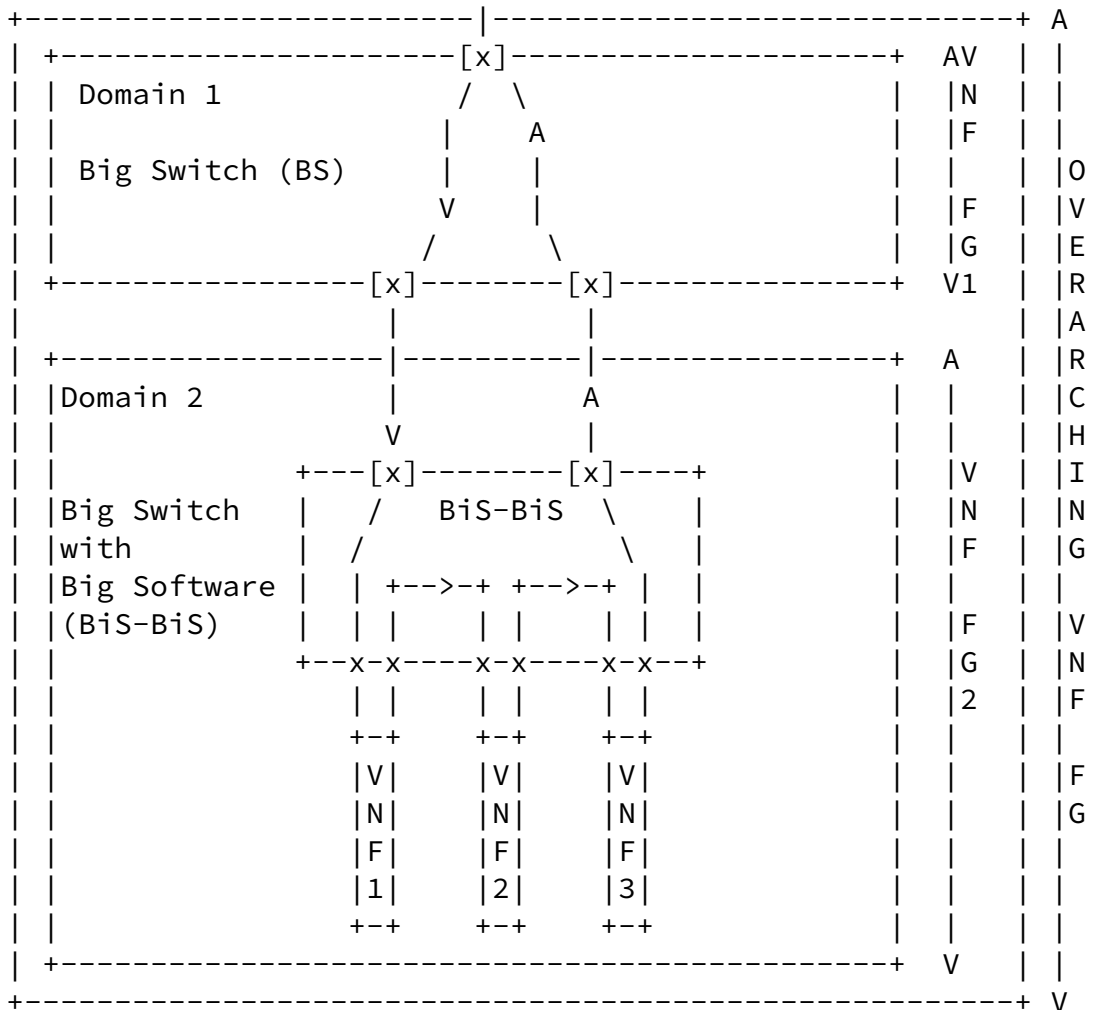 Domain 1
Big Switch (BS)
[x]
[x] [x]
VNF FG1
Domain 2
[x] [x]
BiS-BiS
Big Switch
with
Big Software
(BiS-BiS)
x-x x-x x-x
VNF1
VNF2
VNF3
VNF FG2
OVERARCHING VNF FG